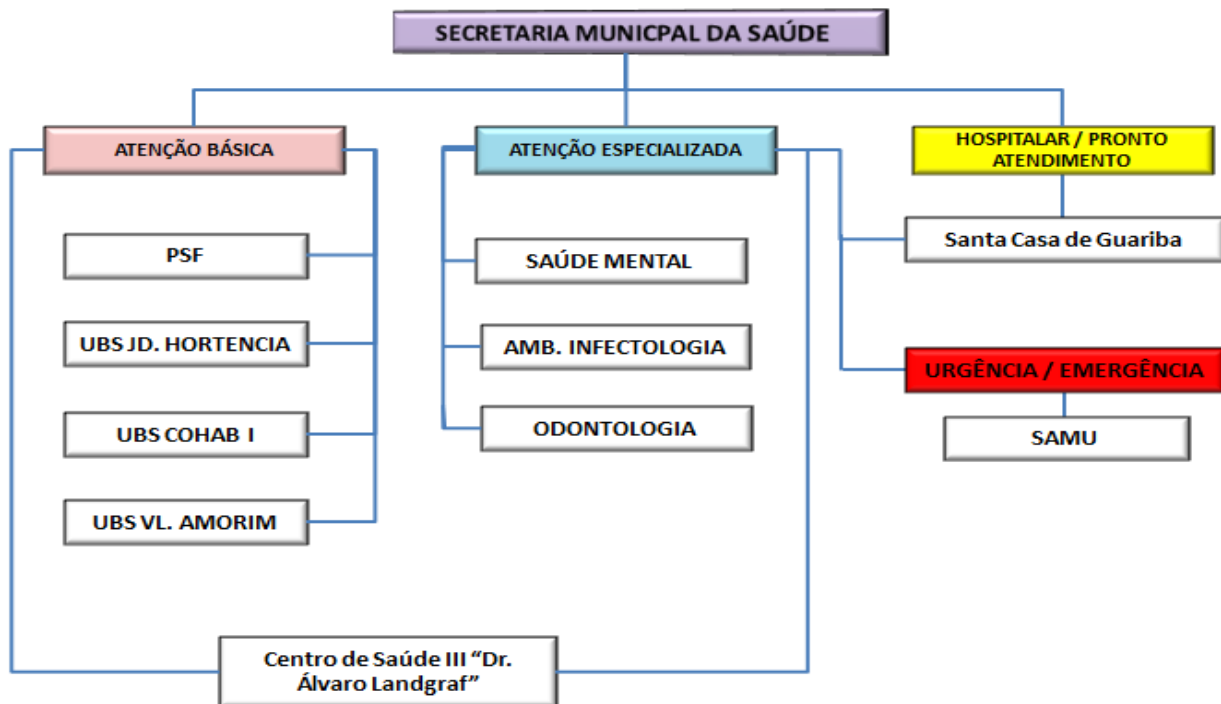 SECRETARIA MUNICPAL DA SAÚDE
ATENÇÃO BÁSICA
ATENÇÃO ESPECIALIZADA
HOSPITALAR / PRONTO
ATENDIMENTO
PSF
SAÚDE MENTAL
Santa Casa de Guariba
UBS JD. HORTENCIA
AMB. INFECTOLOGIA
URGÊNCIA / EMERGÊNCIA
UBS COHAB I
ODONTOLOGIA
SAMU
UBS VL. AMORIM
Centro de Saúde III “Dr.
Álvaro Landgraf”